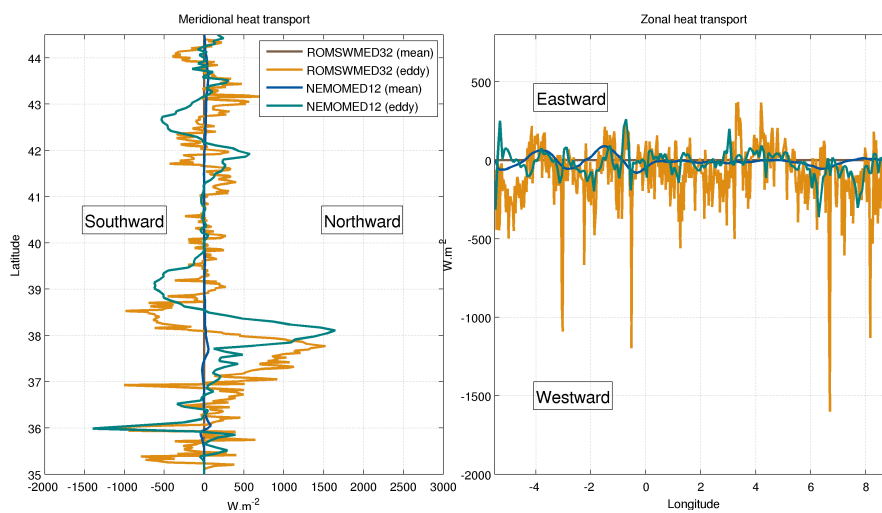 Meridional heat transport
ROMSWMED32 (mean)
ROMSWMED32 (eddy)
NEMOMED12 (mean)
NEMOMED12 (eddy)
Southward
Northward
Latitude
44
43
42
41
40
39
38
37
36
35
-2000 -1500 -1000 -500 0 500 1000 1500 2000 2500 3000
W.m-2
Zonal heat transport
Eastward
Westward
W.m-2
500
0
-500
-1000
-1500
-2000
-4 -2 0 2 4 6 8
Longitude